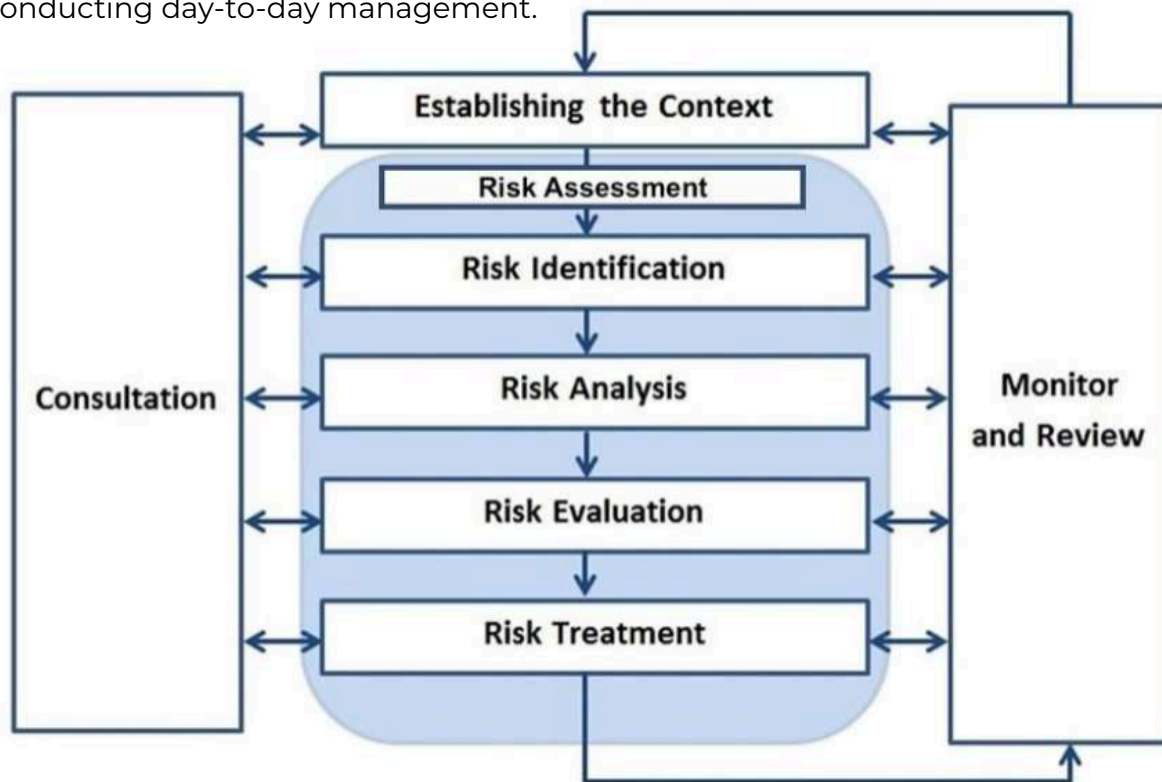 onducting day-to-day management.
Establishing the Context
Risk Assessment
Risk Identification
Consultation
Risk Analysis
Monitor
and Review
Risk Evaluation
Risk Treatment